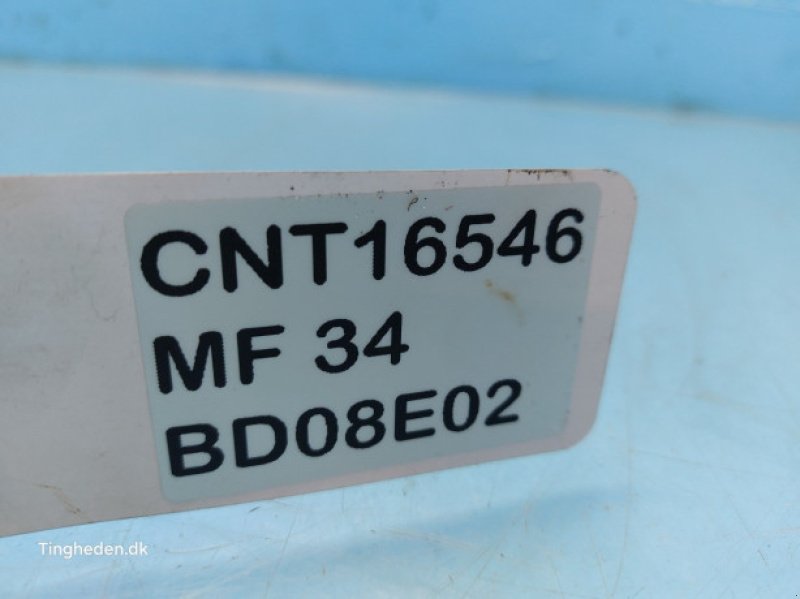 CNT16546
MF 34
BD08E02
Tingheden.dk